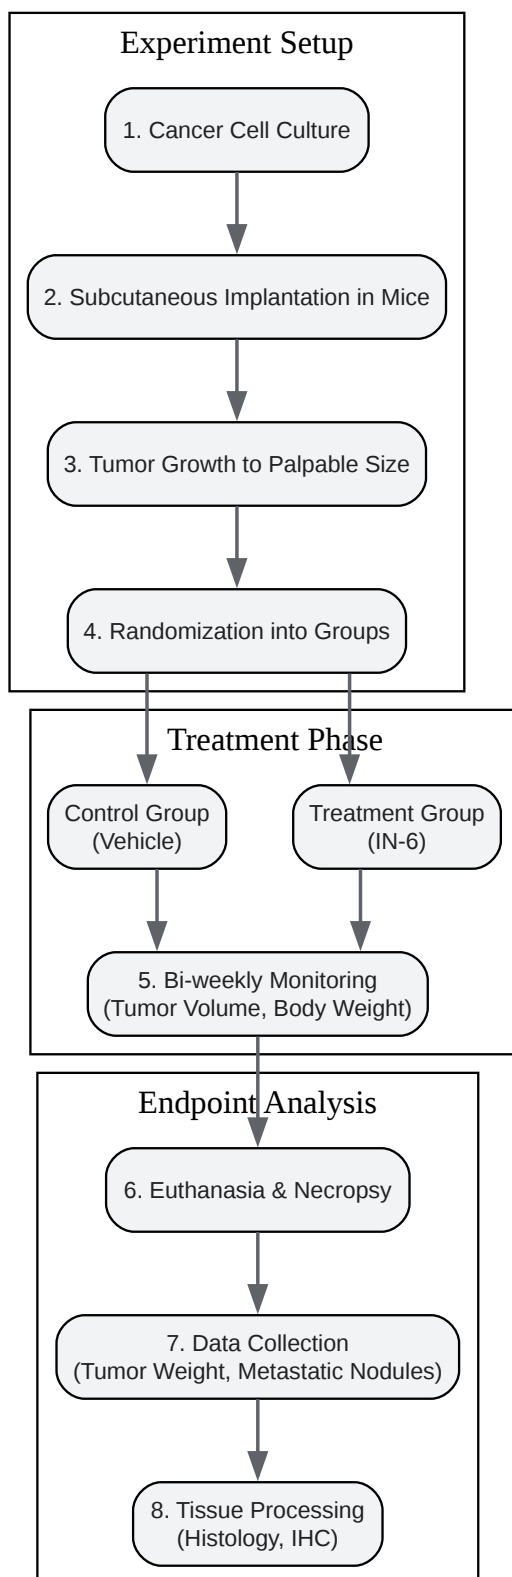 Experiment Setup
1. Cancer Cell Culture
2. Subcutaneous Implantation in Mice
3. Tumor Growth to Palpable Size
4. Randomization into Groups
Treatment Phase
Control Group
(Vehicle)
Treatment Group
(IN-6)
5. Bi-weekly Monitoring
(Tumor Volume, Body Weight)
Endpoint Analysis
6. Euthanasia & Necropsy
7. Data Collection
(Tumor Weight, Metastatic Nodules)
8. Tissue Processing
(Histology, IHC)